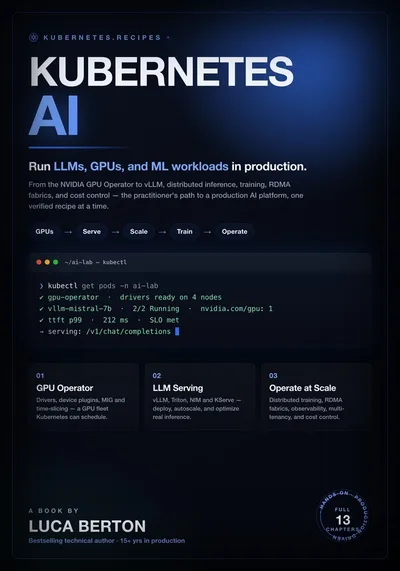 KUBERNETES.RECIPES
KUBERNETES
AI
Run LLMs, GPUs, and ML workloads in production.
From the NVIDIA GPU Operator to vLLM, distributed inference, training, RDMA
fabrics, and cost control — the practitioner's path to a production AI platform, one
verified recipe at a time.
GPUs → Serve → Scale → Train → Operate
~/ai-lab — kubectl
❯ kubectl get pods -n ai-lab
✔ gpu-operator · drivers ready on 4 nodes
✔ vllm-mistral-7b · 2/2 Running · nvidia.com/gpu: 1
✔ ttft p99 · 212 ms · SLO met
→ serving: /v1/chat/completions
01
GPU Operator
Drivers, device plugins, MIG and
time-slicing — a GPU fleet
Kubernetes can schedule.
02
LLM Serving
vLLM, Triton, NIM and KServe —
deploy, autoscale, and optimize
real inference.
03
Operate at Scale
Distributed training, RDMA
fabrics, observability, multi-
tenancy, and cost control.
A BOOK BY
LUCA BERTON
Bestselling technical author · 15+ yrs in production
HANDS-ON · PRODUCTION-DRIVEN
FULL
13
CHAPTERS